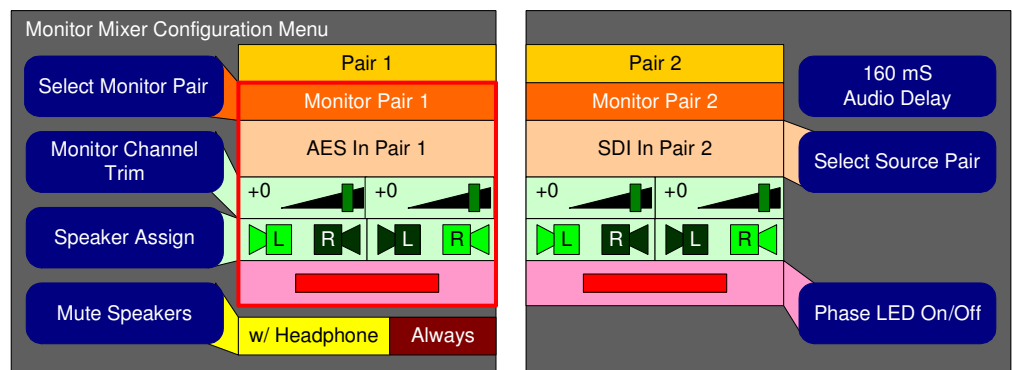 Monitor Mixer Configuration Menu
Pair 1
Pair 2
Select Monitor Pair
Monitor Pair 1
Monitor Pair 2
160 mS
Audio Delay
Monitor Channel
Trim
AES In Pair 1
SDI In Pair 2
Select Source Pair
+0 +0
+0 +0
Speaker Assign
L R L R
L R L R
Mute Speakers
w/ Headphone Always
Phase LED On/Off